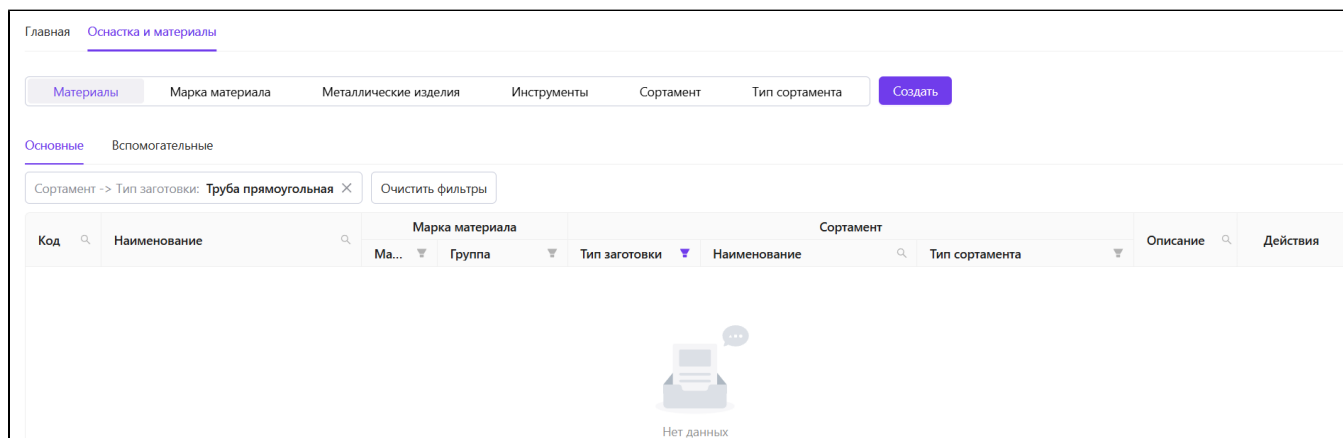 Главная Оснастка и материалы
Материалы Марка материала Металлические изделия Инструменты Сортамент Тип сортамента Создать
Основные Вспомогательные
Сортамент -> Тип заготовки: Труба прямоугольная Очистить фильтры
Марка материала Сортамент
Код Наименование Описание Действия
Ма... Группа Тип заготовки Наименование Тип сортамента
Нет данных